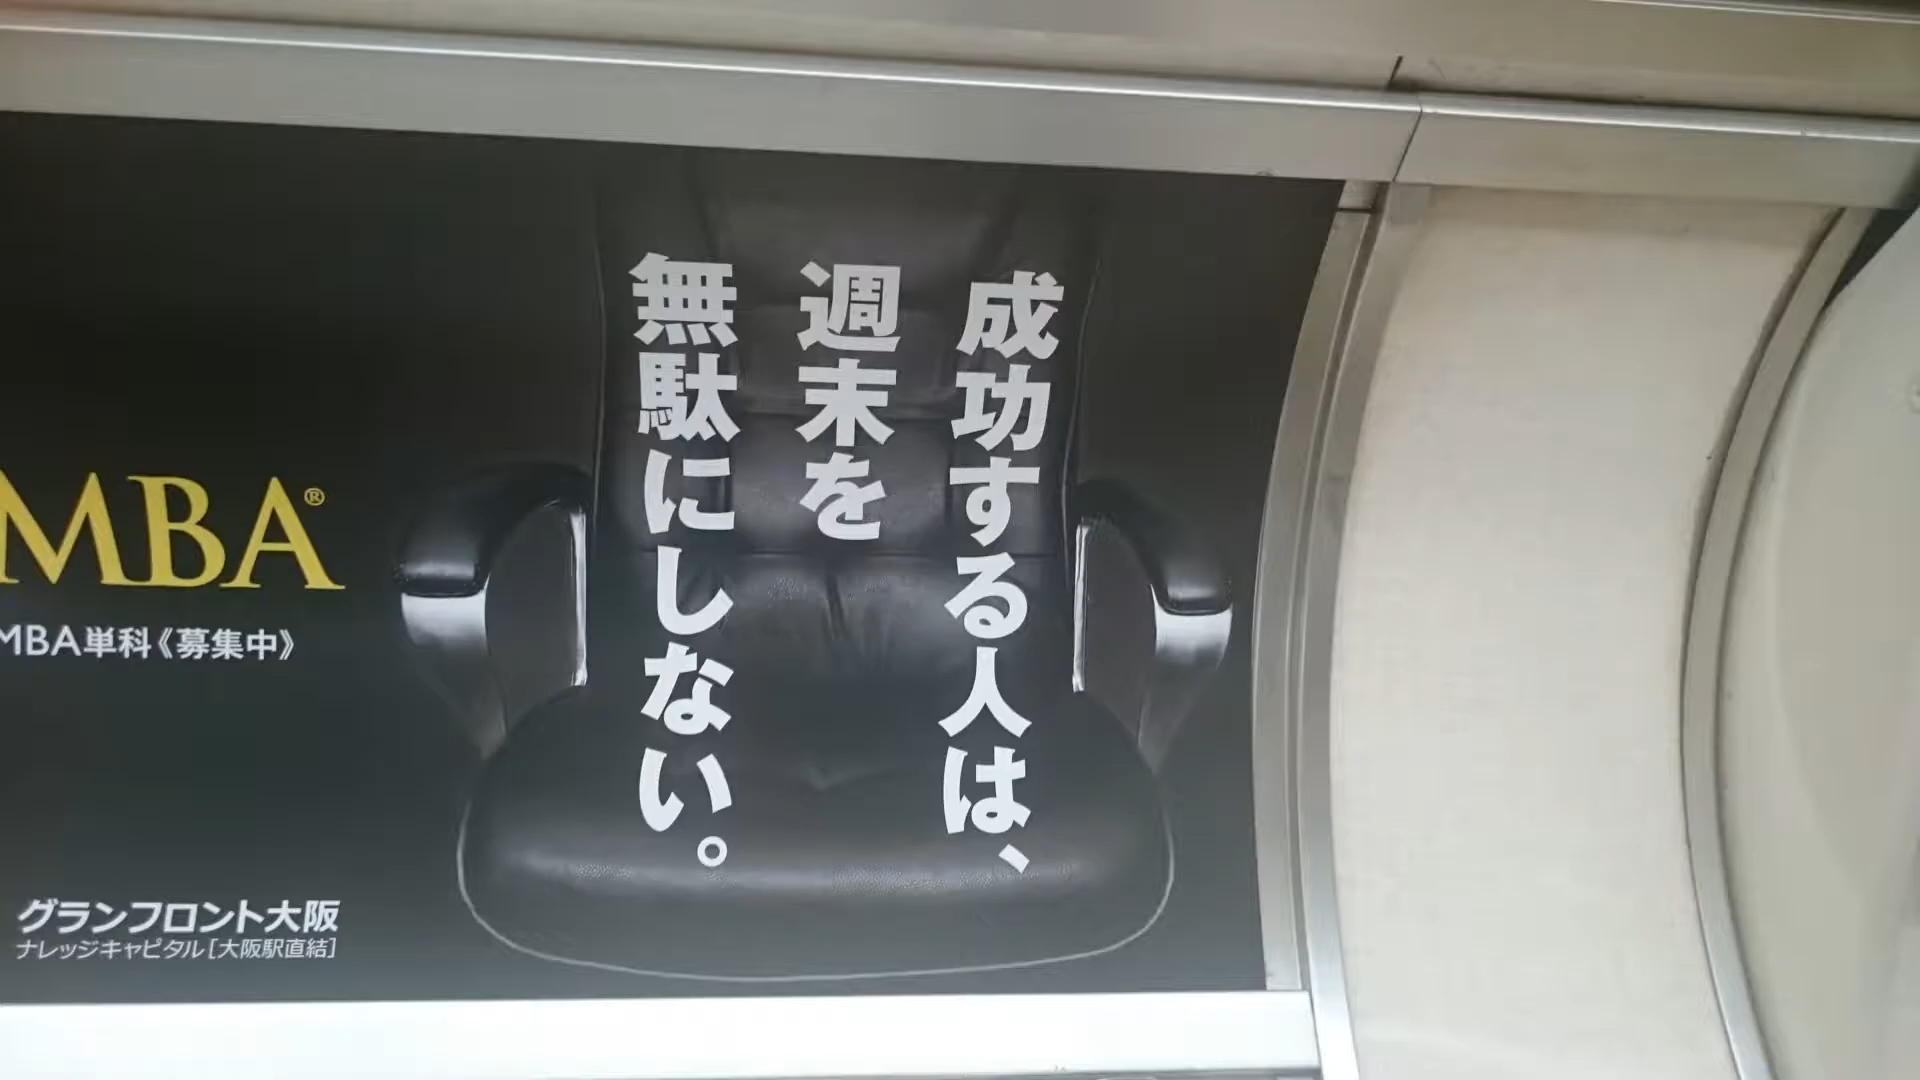 成功する人は、
週末を
無駄にしない。
MBA®
MBA単科《募集中》
グランフロント大阪
ナレッジキャピタル[大阪駅直結]